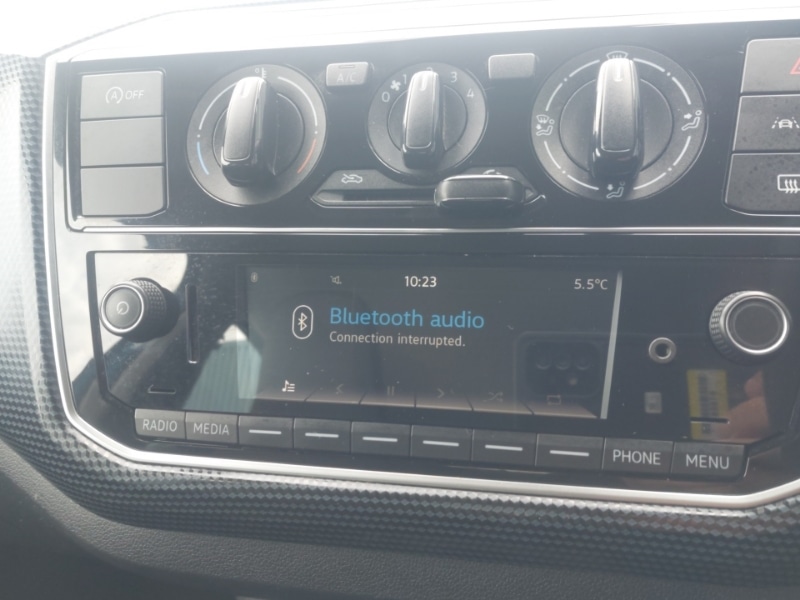 A OFF
A/C
0 1 2 3 4
10:23
5.5°C
Bluetooth audio
Connection interrupted.
RADIO MEDIA PHONE MENU